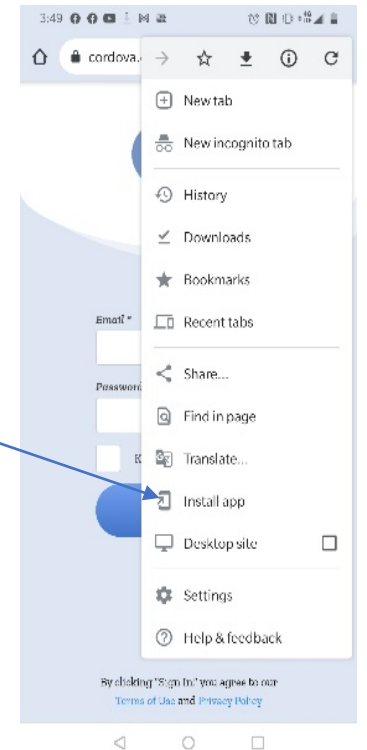 3:49
cordova.
New tab
New incognito tab
History
Downloads
Bookmarks
Email *
Recent tabs
Share...
Password
Find in page
K
Translate...
Install app
Desktop site
Settings
Help & feedback
By clicking "Sign In" you agree to our
Terms of Use and Privacy Policy